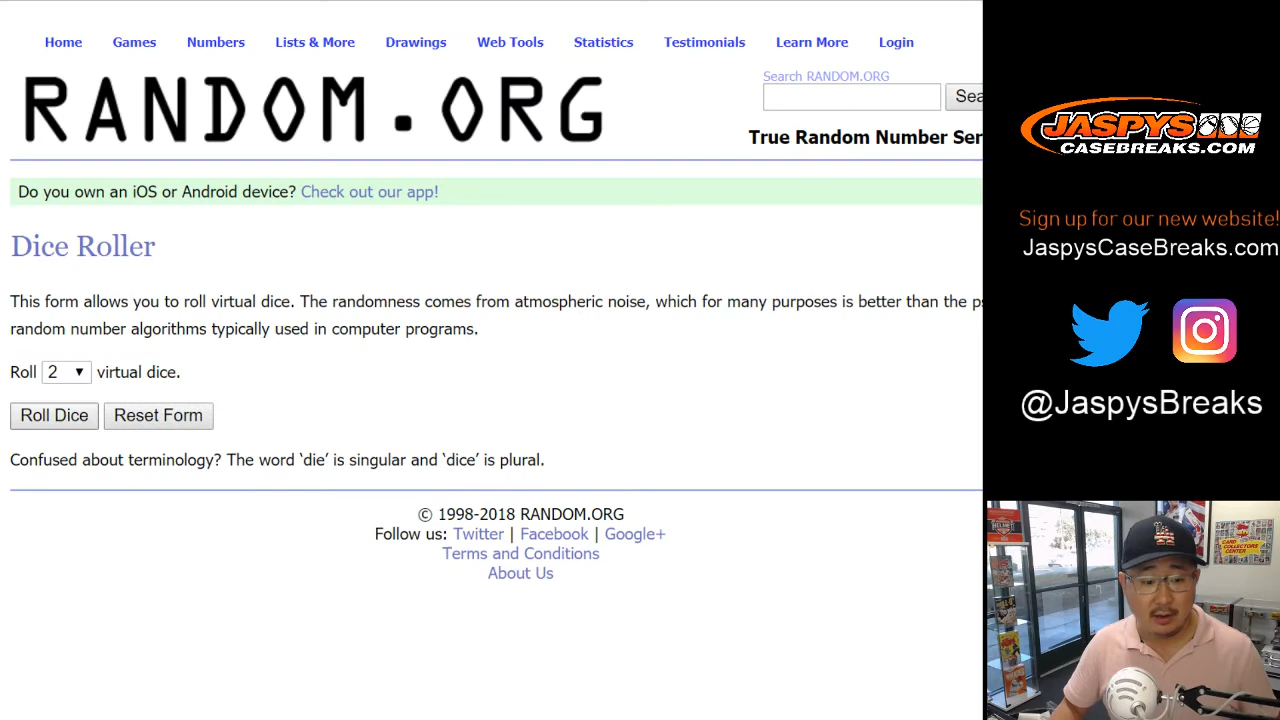 Home Games Numbers Lists & More Drawings Web Tools Statistics Testimonials Learn More Login
RANDOM.ORG
Search RANDOM.ORG
Sea
True Random Number Ser
Do you own an iOS or Android device? Check out our app!
Dice Roller
This form allows you to roll virtual dice. The randomness comes from atmospheric noise, which for many purposes is better than the ps
random number algorithms typically used in computer programs.
Roll 2 virtual dice.
Roll Dice Reset Form
Confused about terminology? The word ‘die’ is singular and ‘dice’ is plural.
© 1998-2018 RANDOM.ORG
Follow us: Twitter | Facebook | Google+
Terms and Conditions
About Us
JASPYS
CASEBREAKS.COM
Sign up for our new website!
JaspysCaseBreaks.com
@JaspysBreaks
CARD
COLLECTORS
CENTER